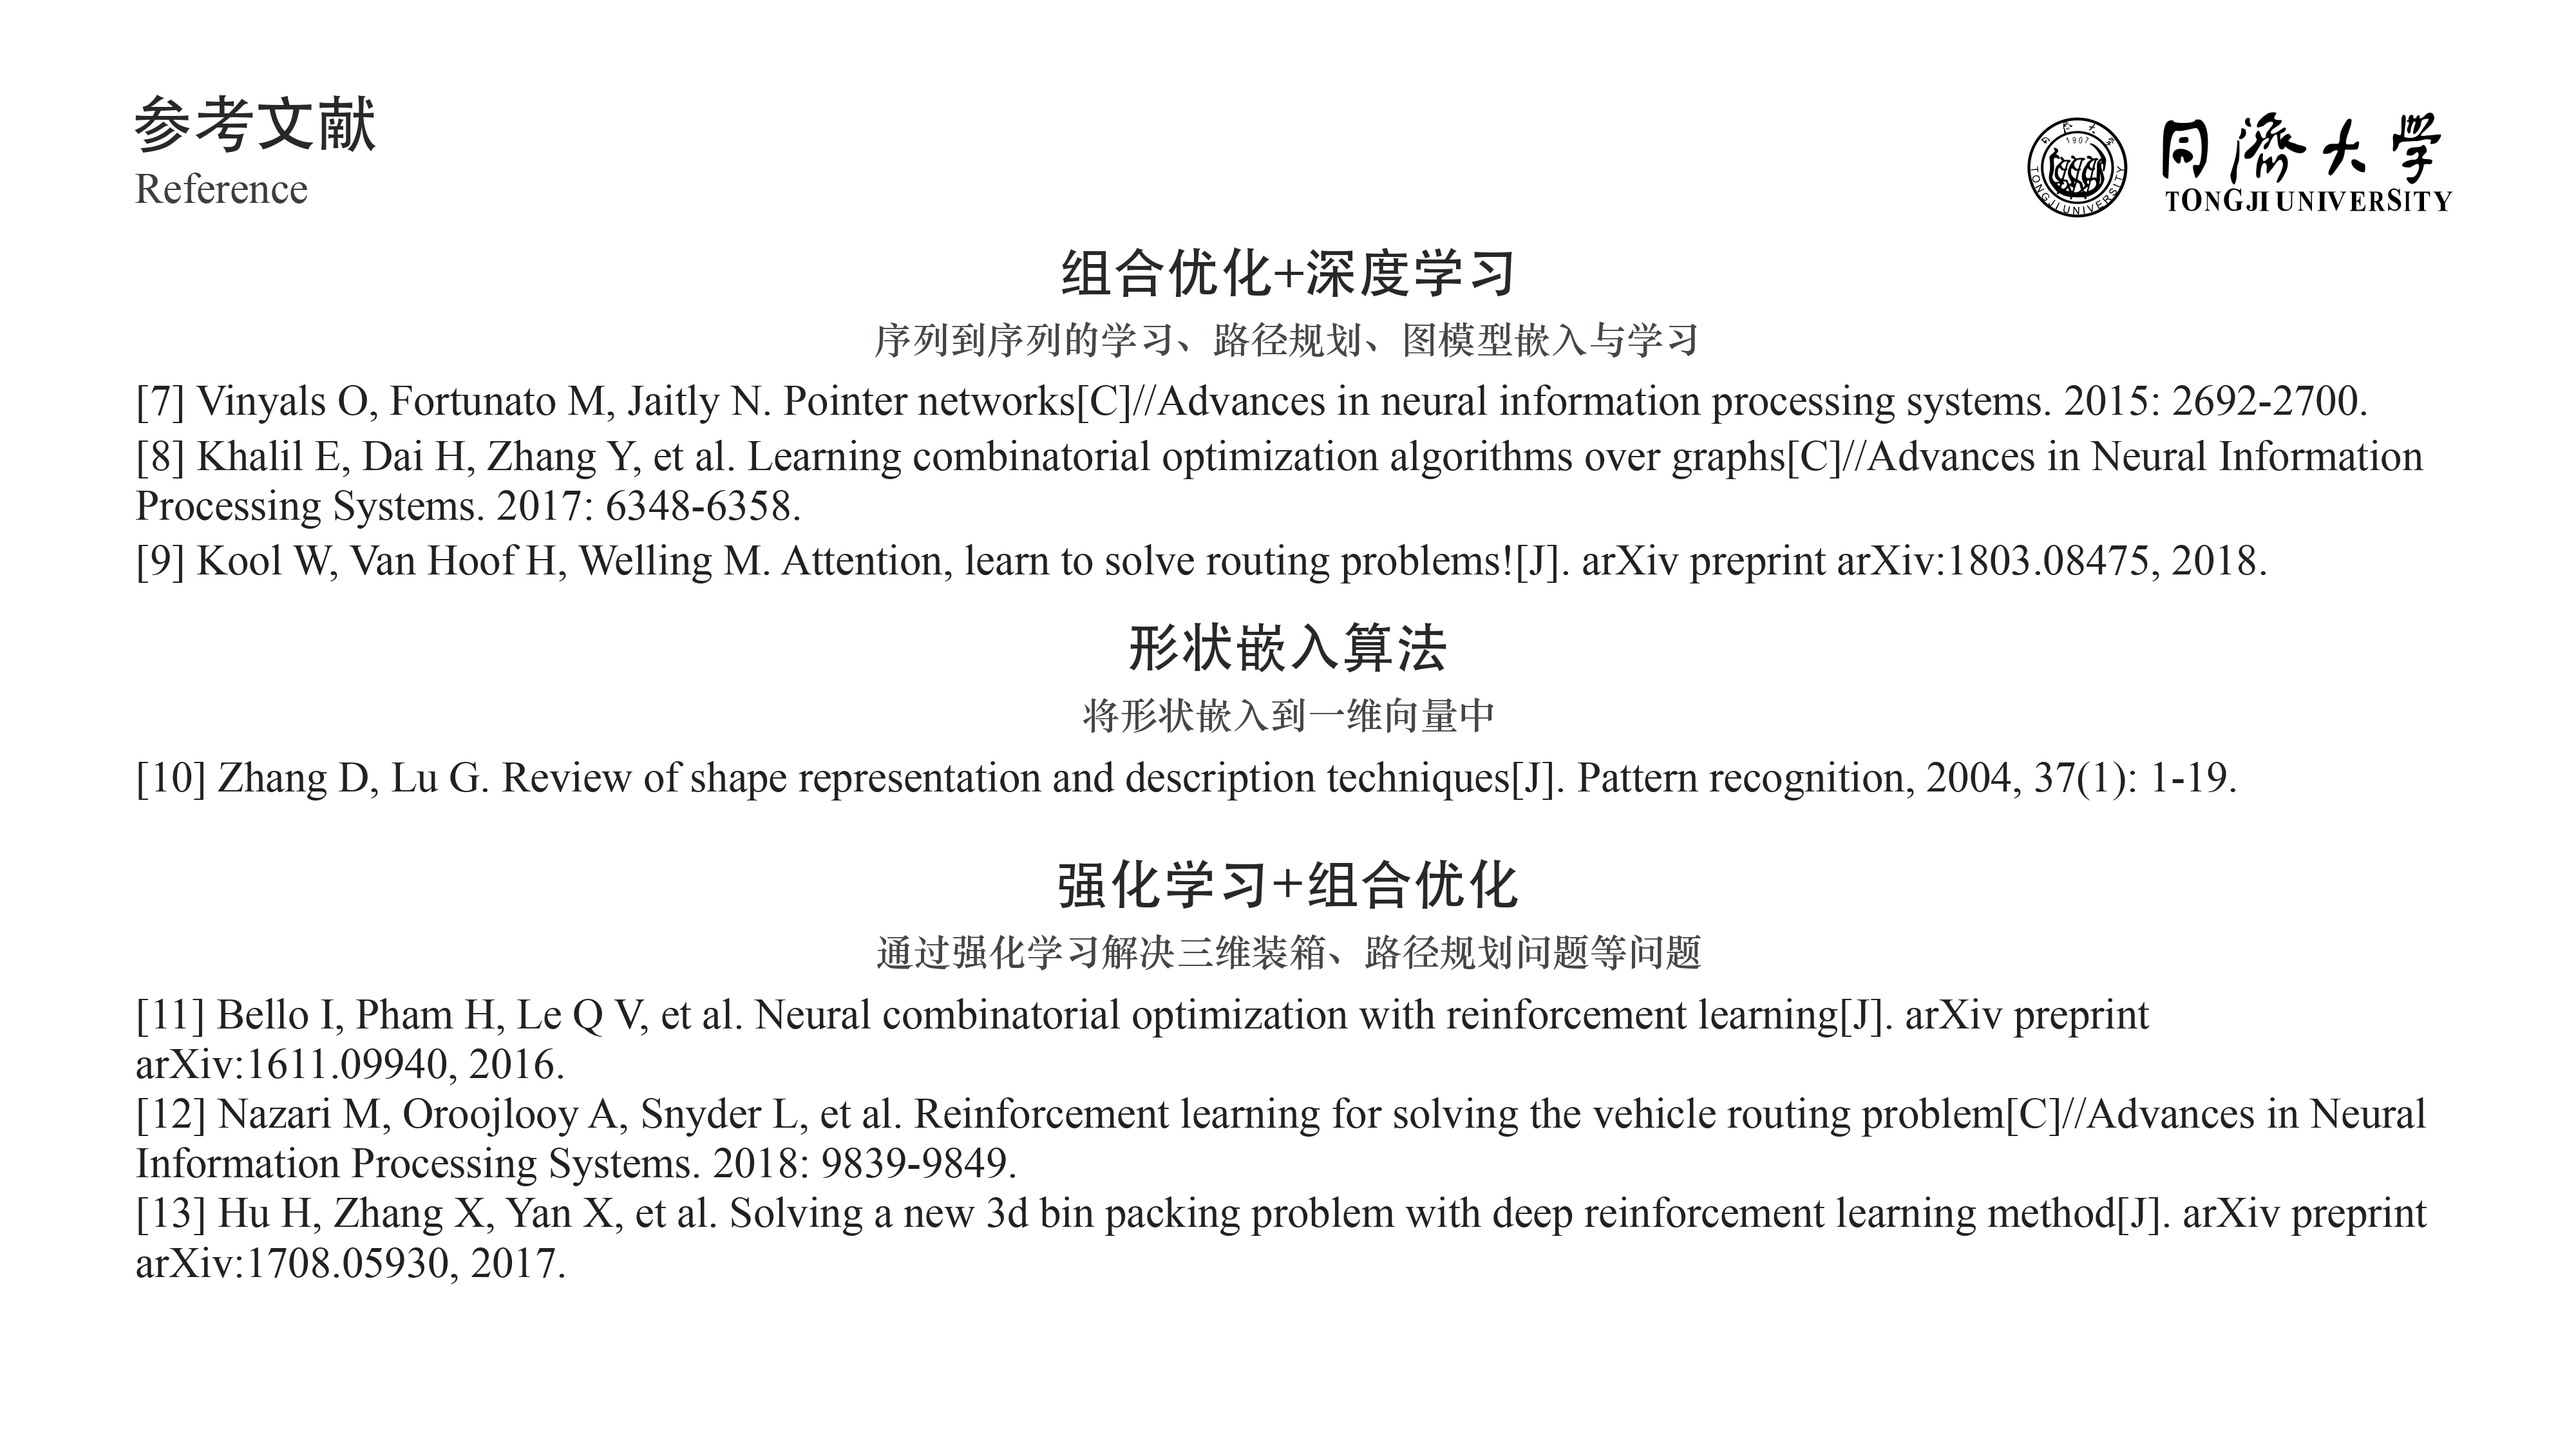 参考文献
Reference
同濟大学
TONGJI UNIVERSITY
1907
TONGJI UNIVERSITY
组合优化+深度学习
序列到序列的学习、路径规划、图模型嵌入与学习
[7] Vinyals O, Fortunato M, Jaitly N. Pointer networks[C]//Advances in neural information processing systems. 2015: 2692-2700.
[8] Khalil E, Dai H, Zhang Y, et al. Learning combinatorial optimization algorithms over graphs[C]//Advances in Neural Information
Processing Systems. 2017: 6348-6358.
[9] Kool W, Van Hoof H, Welling M. Attention, learn to solve routing problems![J]. arXiv preprint arXiv:1803.08475, 2018.
形状嵌入算法
将形状嵌入到一维向量中
[10] Zhang D, Lu G. Review of shape representation and description techniques[J]. Pattern recognition, 2004, 37(1): 1-19.
强化学习+组合优化
通过强化学习解决三维装箱、路径规划问题等问题
[11] Bello I, Pham H, Le Q V, et al. Neural combinatorial optimization with reinforcement learning[J]. arXiv preprint
arXiv:1611.09940, 2016.
[12] Nazari M, Oroojlooy A, Snyder L, et al. Reinforcement learning for solving the vehicle routing problem[C]//Advances in Neural
Information Processing Systems. 2018: 9839-9849.
[13] Hu H, Zhang X, Yan X, et al. Solving a new 3d bin packing problem with deep reinforcement learning method[J]. arXiv preprint
arXiv:1708.05930, 2017.